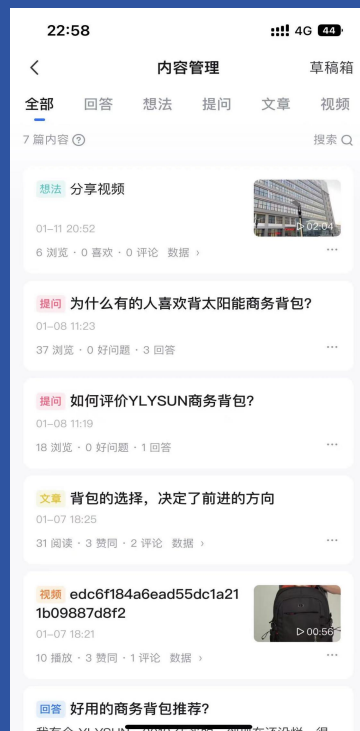 22:58 4G 44
内容管理 草稿箱
全部 回答 想法 提问 文章 视频
7 篇内容 搜索
想法 分享视频
02:04
01-11 20:52
6 浏览 · 0 喜欢 · 0 评论 数据 ›
提问 为什么有的人喜欢背太阳能商务背包?
01-08 11:23
37 浏览 · 0 好问题 · 3 回答
提问 如何评价YLYSUN商务背包?
01-08 11:19
18 浏览 · 0 好问题 · 1 回答
文章 背包的选择，决定了前进的方向
01-07 18:25
31 阅读 · 3 赞同 · 2 评论 数据 ›
视频 edc6f184a6ead55dc1a21
1b09887d8f2
01-07 18:21
00:56
10 播放 · 3 赞同 · 1 评论 数据 ›
回答 好用的商务背包推荐?